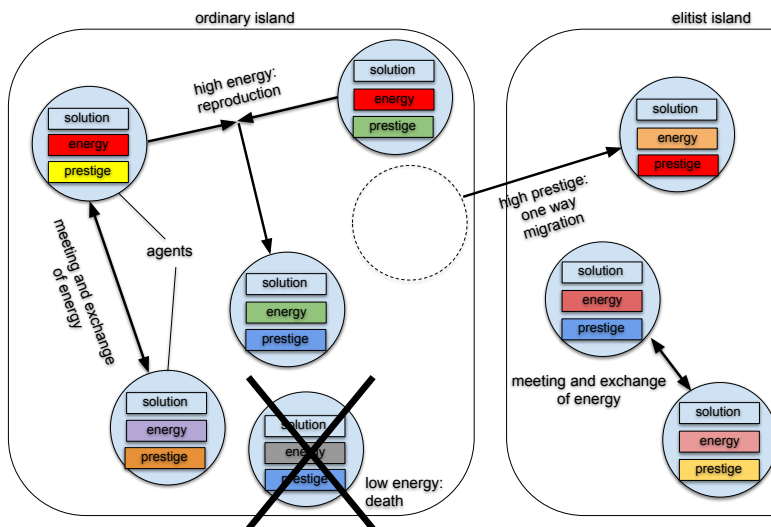 ordinary island
elitist island
solution
energy
prestige
high energy:
reproduction
solution
energy
prestige
solution
energy
prestige
high prestige:
one way
migration
meeting and exchange
of energy
agents
solution
energy
prestige
solution
energy
prestige
meeting and exchange
of energy
solution
energy
prestige
solution
energy
prestige
low energy:
death
solution
energy
prestige